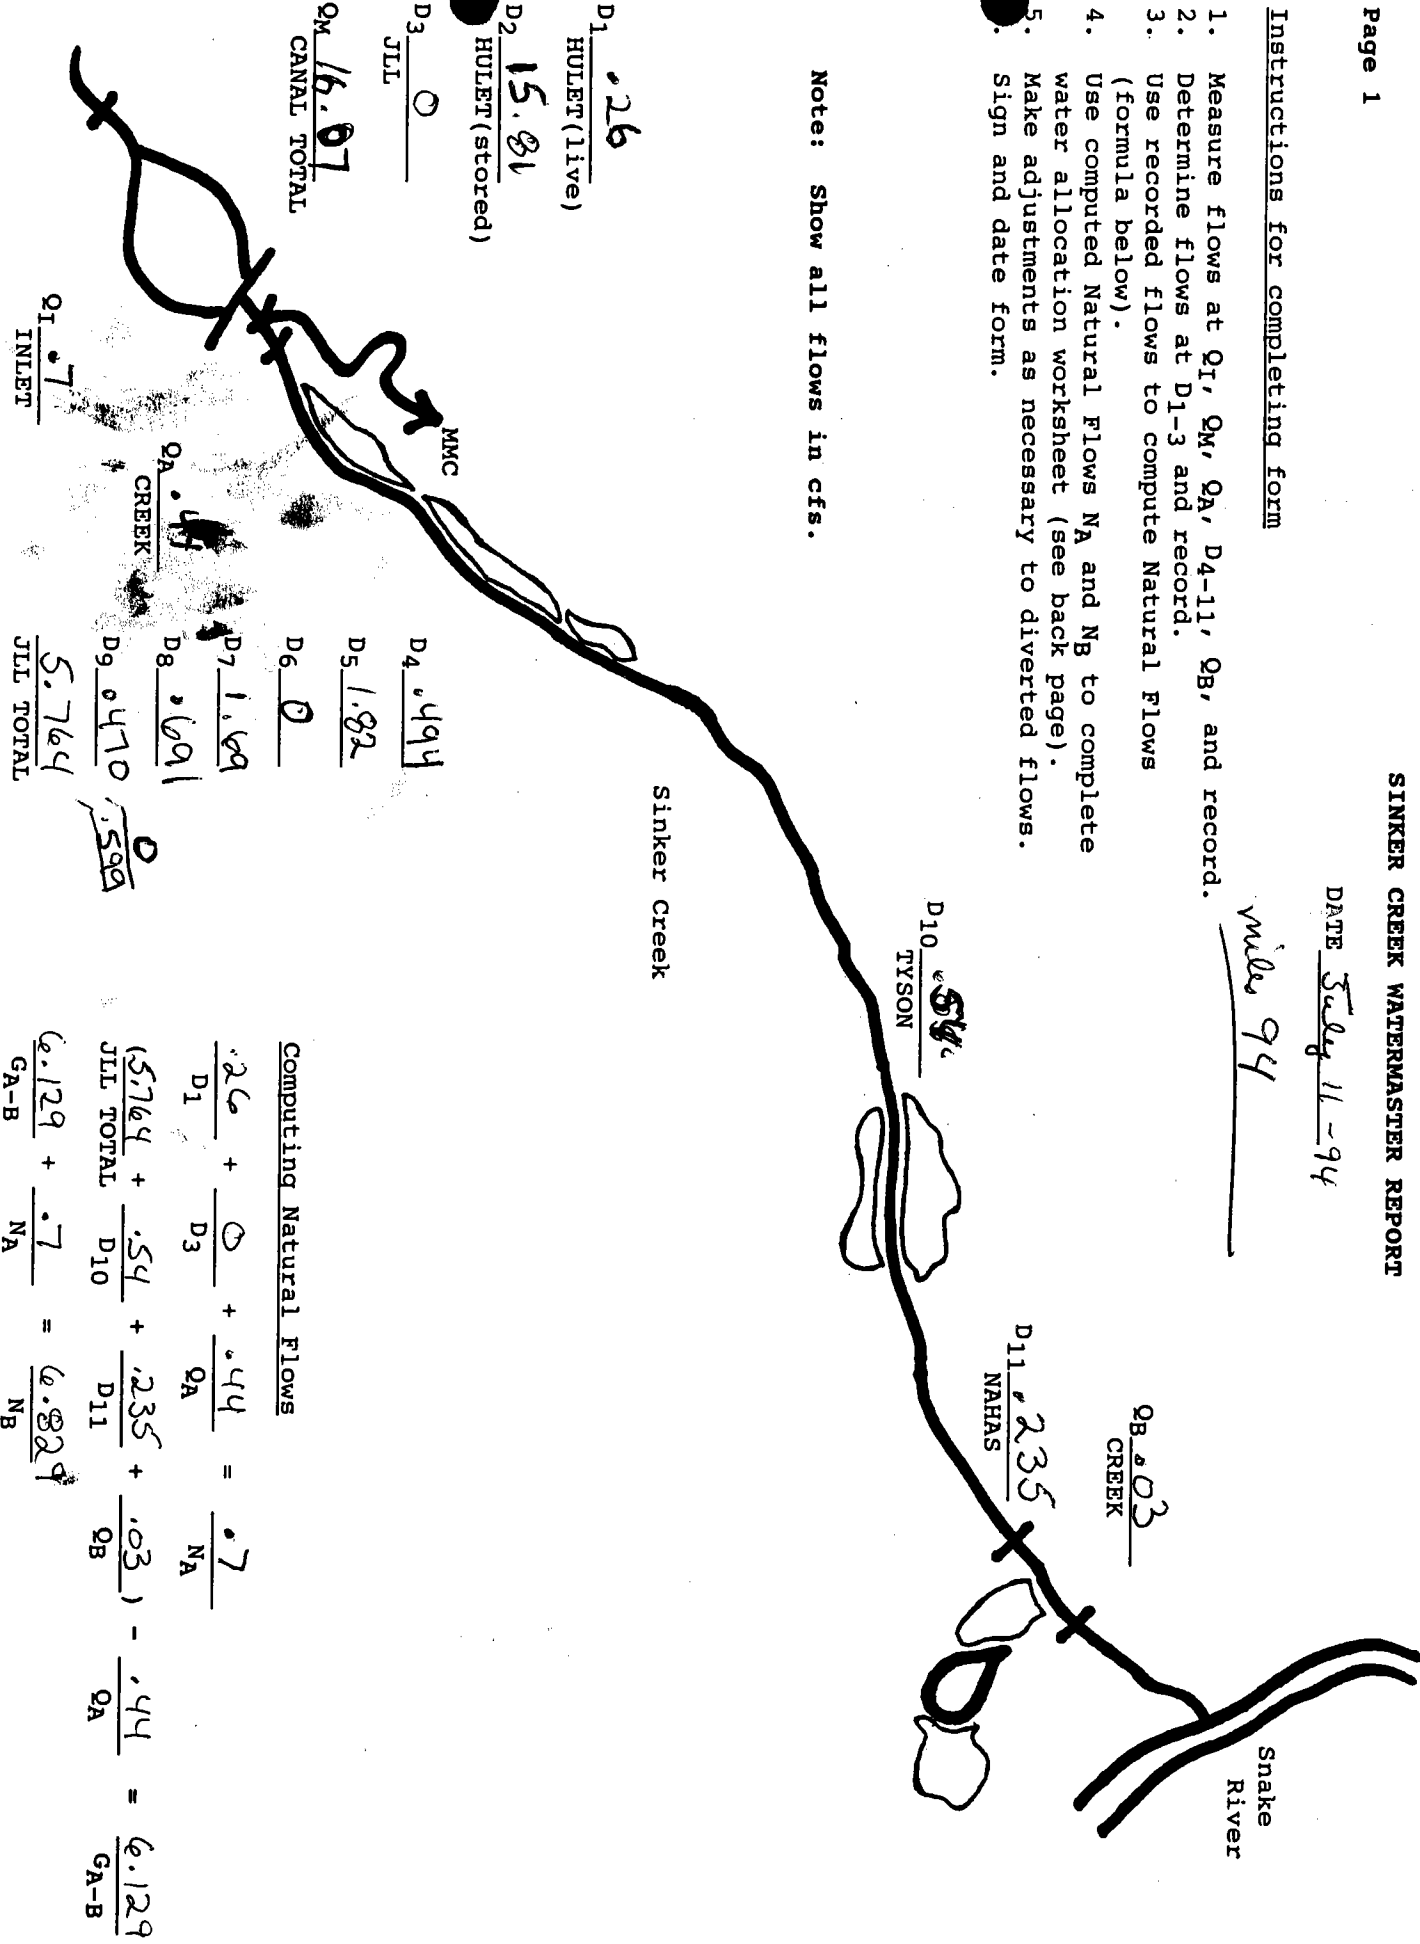 Page 1
SINKER CREEK WATERMASTER REPORT
DATE July 11 - 94
miles 94
Instructions for completing form
1. Measure flows at QI, QM, QA, D4-11, QB, and record.
2. Determine flows at D1-3 and record.
3. Use recorded flows to compute Natural Flows
(formula below).
4. Use computed Natural Flows NA and NB to complete
water allocation worksheet (see back page).
5. Make adjustments as necessary to diverted flows.
Sign and date form.
Note: Show all flows in cfs.
D1 .26
HULET(live)
D2 15.81
HULET(stored)
D3 0
JLL
QM 16.07
CANAL TOTAL
QI .7
INLET
MMC
QA .44
CREEK
D4 .494
D5 1.82
D6 0
D7 1.69
D8 .691
D9 .470
0
.599
5.764
JLL TOTAL
Sinker Creek
D10 .54
TYSON
D11 .235
NAHAS
QB .03
CREEK
Snake
River
Computing Natural Flows
.26 + 0 + .44 = .7
D1 D3 QA NA
(5.764 + .54 + .235 + .03) - .44 = 6.129
JLL TOTAL D10 D11 QB QA GA-B
6.129 + .7 = 6.829
GA-B NA NB